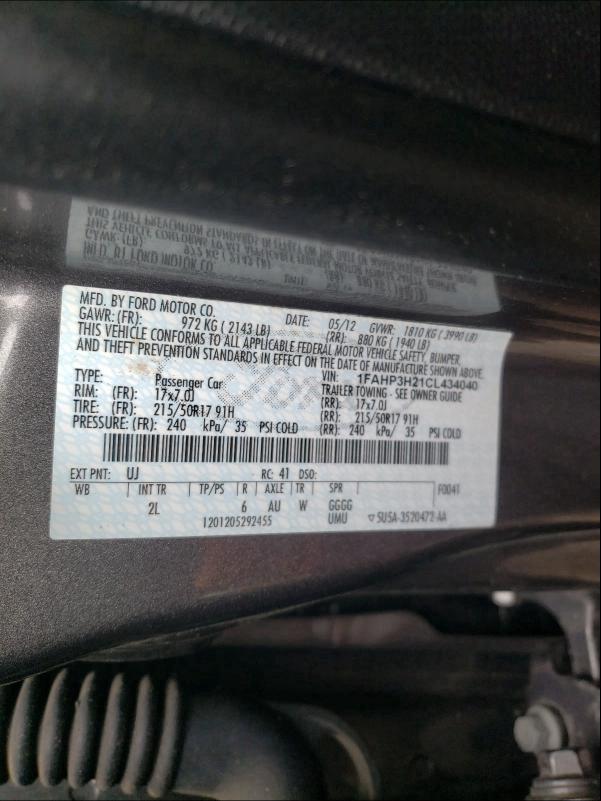 MFD. BY FORD MOTOR CO.
DATE: 05/12 GVWR: 1810 KG ( 3990 LB)
GAWR: (FR): 972 KG ( 2143 LB) (RR): 880 KG ( 1940 LB)
THIS VEHICLE CONFORMS TO ALL APPLICABLE FEDERAL MOTOR VEHICLE SAFETY, BUMPER,
AND THEFT PREVENTION STANDARDS IN EFFECT ON THE DATE OF MANUFACTURE SHOWN ABOVE.
VIN: 1FAHP3H21CL434040
TYPE: Passenger Car TRAILER TOWING - SEE OWNER GUIDE
RIM: (FR): 17x7.0J (RR): 17x7.0J
TIRE: (FR): 215/50R17 91H (RR): 215/50R17 91H
PRESSURE: (FR): 240 kPa/ 35 PSI COLD (RR): 240 kPa/ 35 PSI COLD
EXT PNT: UJ RC: 41 DSO:
WB INT TR TP/PS R AXLE TR SPR F0041
2L 6 AU W GGGG
1201205292455 UMU 5U5A-3520472-AA